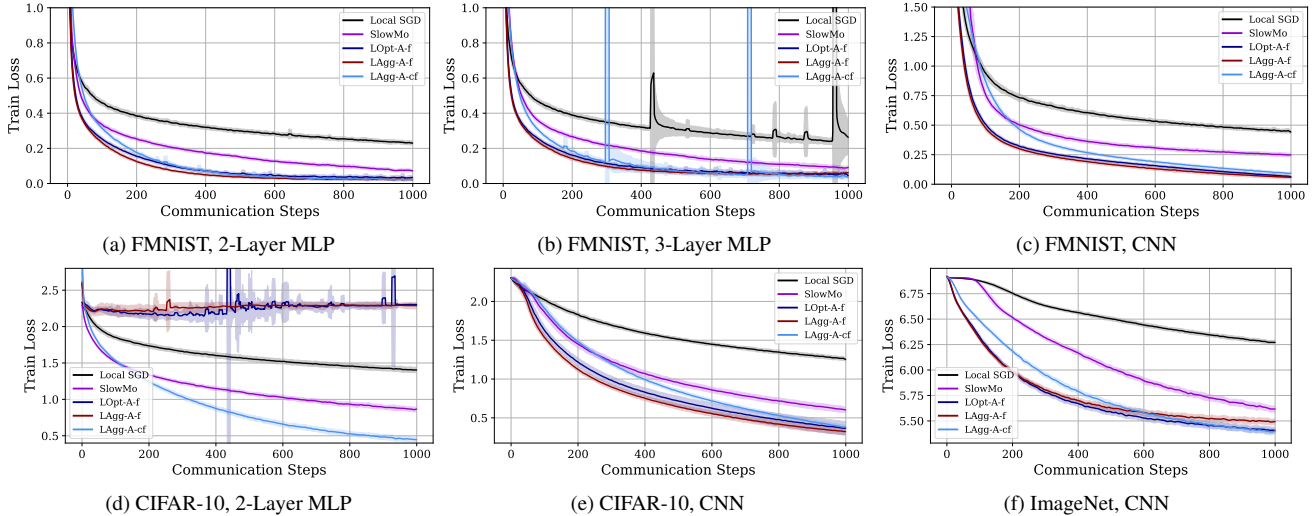 1.0
0.8
0.6
0.4
0.2
0.0
Train Loss
0 200 400 600 800 1000
Communication Steps
Local SGD
SlowMo
LOpt-A-f
LAgg-A-f
LAgg-A-cf
(a) FMNIST, 2-Layer MLP
1.0
0.8
0.6
0.4
0.2
0.0
Train Loss
0 200 400 600 800 1000
Communication Steps
Local SGD
SlowMo
LOpt-A-f
LAgg-A-f
LAgg-A-cf
(b) FMNIST, 3-Layer MLP
1.50
1.25
1.00
0.75
0.50
0.25
0.00
Train Loss
0 200 400 600 800 1000
Communication Steps
Local SGD
SlowMo
LOpt-A-f
LAgg-A-f
LAgg-A-cf
(c) FMNIST, CNN
2.5
2.0
1.5
1.0
0.5
Train Loss
0 200 400 600 800 1000
Communication Steps
Local SGD
SlowMo
LOpt-A-f
LAgg-A-f
LAgg-A-cf
(d) CIFAR-10, 2-Layer MLP
2.0
1.5
1.0
0.5
Train Loss
0 200 400 600 800 1000
Communication Steps
Local SGD
SlowMo
LOpt-A-f
LAgg-A-f
LAgg-A-cf
(e) CIFAR-10, CNN
6.75
6.50
6.25
6.00
5.75
5.50
Train Loss
0 200 400 600 800 1000
Communication Steps
Local SGD
SlowMo
LOpt-A-f
LAgg-A-f
LAgg-A-cf
(f) ImageNet, CNN